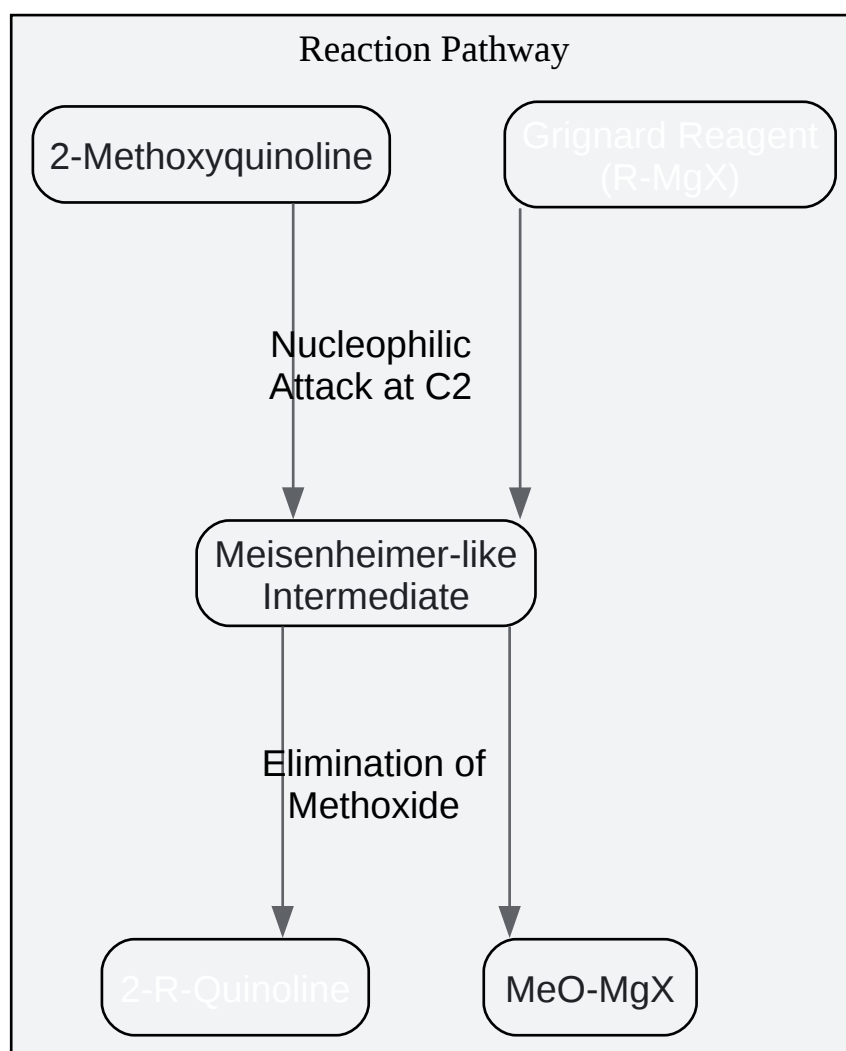 Reaction Pathway
2-Methoxyquinoline
Grignard Reagent
(R-MgX)
Nucleophilic
Attack at C2
Meisenheimer-like
Intermediate
Elimination of
Methoxide
2-R-Quinoline
MeO-MgX